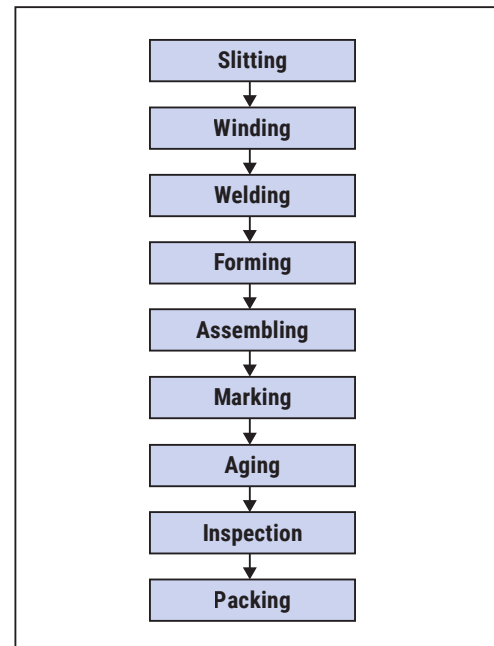 Slitting
Winding
Welding
Forming
Assembling
Marking
Aging
Inspection
Packing